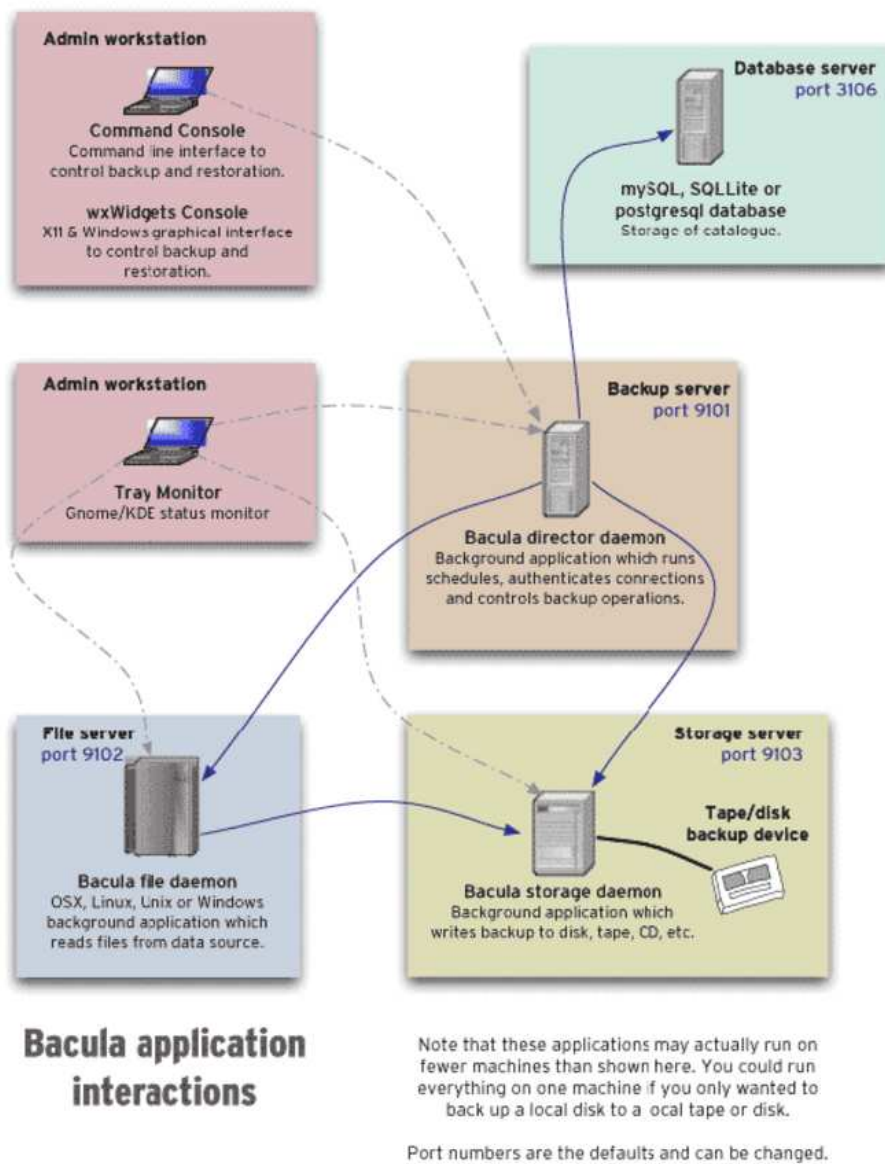 Admin workstation
Command Console
Command line interface to
control backup and restoration.
wxWidgets Console
X11 & Windows graphical interface
to control backup and
restoration.
Database server
port 3106
mySQL, SQLLite or
postgresql database
Storage of catalogue.
Admin workstation
Tray Monitor
Gnome/KDE status monitor
Backup server
port 9101
Bacula director daemon
Background application which runs
schedules, authenticates connections
and controls backup operations.
File server
port 9102
Bacula file daemon
OSX, Linux, Unix or Windows
background application which
reads files from data source.
Storage server
port 9103
Tape/disk
backup device
Bacula storage daemon
Background application which
writes backup to disk, tape, CD, etc.
Bacula application
interactions
Note that these applications may actually run on
fewer machines than shown here. You could run
everything on one machine if you only wanted to
back up a local disk to a local tape or disk.
Port numbers are the defaults and can be changed.